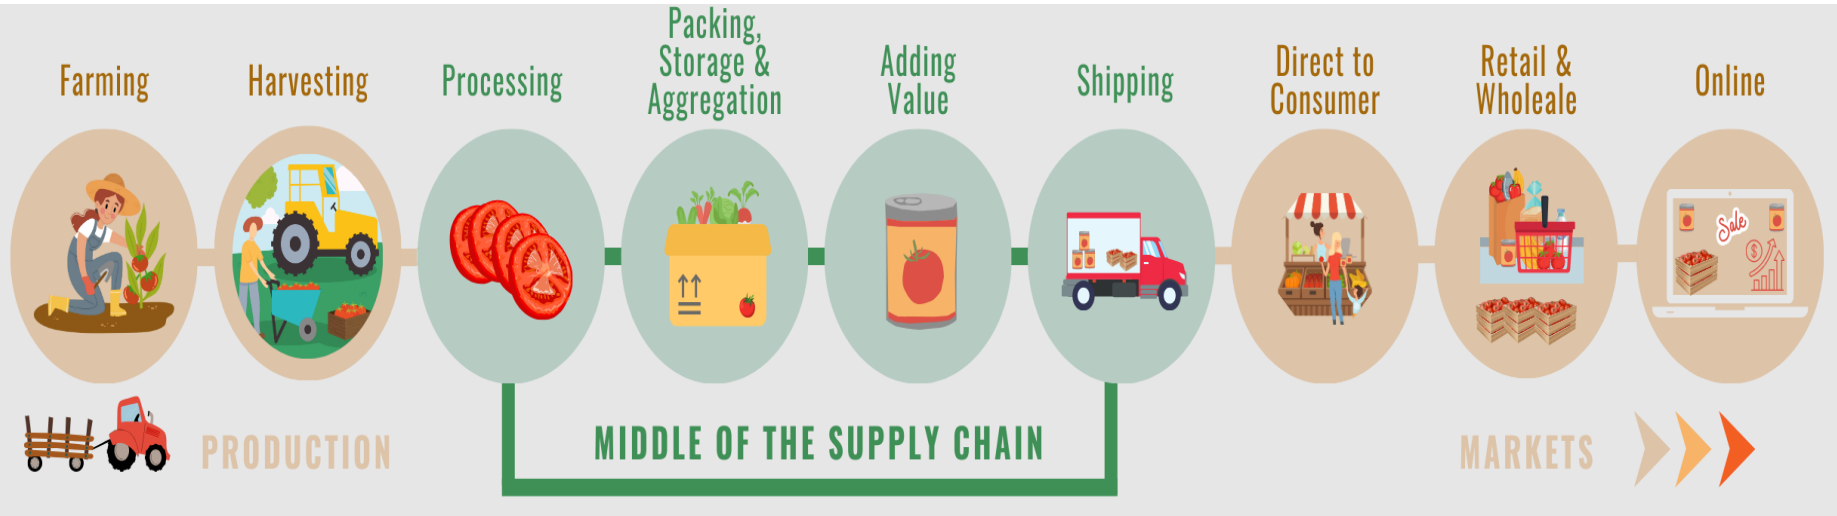 Farming
Harvesting
Processing
Packing,
Storage &
Aggregation
Adding
Value
Shipping
Direct to
Consumer
Retail &
Wholeale
Online
Sale
$
PRODUCTION
MIDDLE OF THE SUPPLY CHAIN
MARKETS